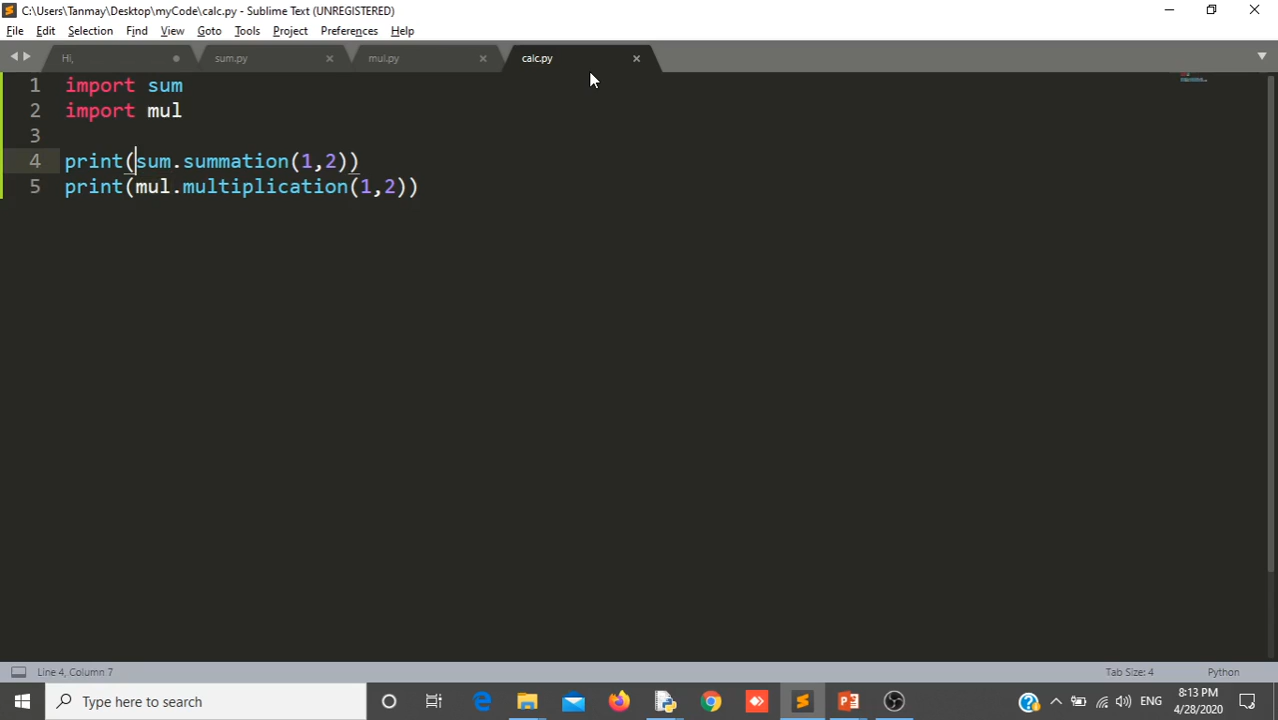 C:\Users\Tanmay\Desktop\myCode\calc.py - Sublime Text (UNREGISTERED)
File Edit Selection Find View Goto Tools Project Preferences Help
Hi, sum.py mul.py calc.py
1 import sum
2 import mul
3
4 print(sum.summation(1,2))
5 print(mul.multiplication(1,2))
Line 4, Column 7 Tab Size: 4 Python
Type here to search ENG 8:13 PM
4/28/2020